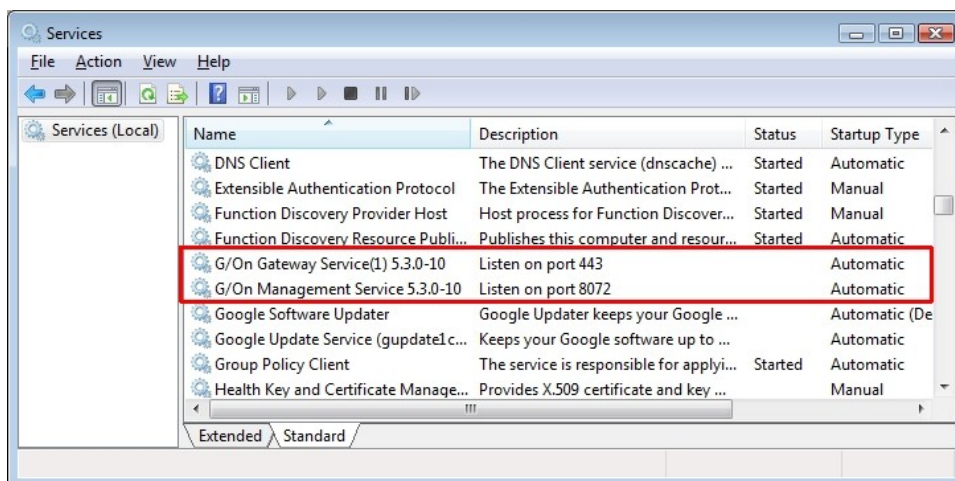 Services
File Action View Help
Services (Local)
Name Description Status Startup Type
DNS Client The DNS Client service (dnscache) ... Started Automatic
Extensible Authentication Protocol The Extensible Authentication Prot... Started Manual
Function Discovery Provider Host Host process for Function Discover... Started Manual
Function Discovery Resource Publi... Publishes this computer and resour... Started Automatic
G/On Gateway Service(1) 5.3.0-10 Listen on port 443 Automatic
G/On Management Service 5.3.0-10 Listen on port 8072 Automatic
Google Software Updater Google Updater keeps your Google ... Automatic (De
Google Update Service (gupdate1c... Keeps your Google software up to ... Automatic
Group Policy Client The service is responsible for applyi... Started Automatic
Health Key and Certificate Manage... Provides X.509 certificate and key ... Manual
Extended Standard